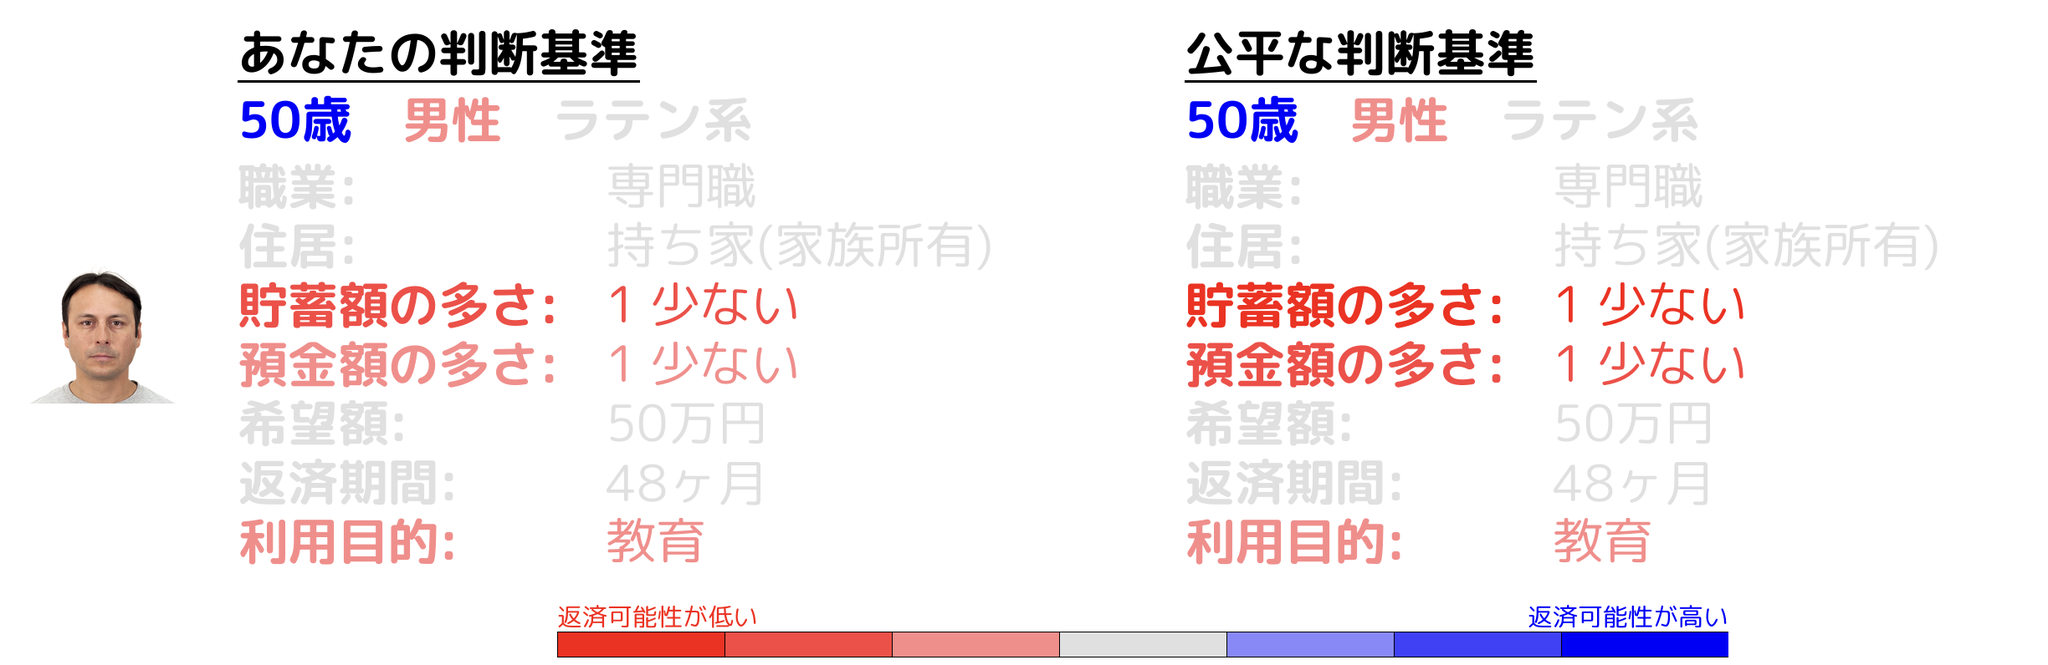 あなたの判断基準
50歳 男性 ラテン系
職業: 専門職
住居: 持ち家(家族所有)
貯蓄額の多さ: 1 少ない
預金額の多さ: 1 少ない
希望額: 50万円
返済期間: 48ヶ月
利用目的: 教育
公平な判断基準
50歳 男性 ラテン系
職業: 専門職
住居: 持ち家(家族所有)
貯蓄額の多さ: 1 少ない
預金額の多さ: 1 少ない
希望額: 50万円
返済期間: 48ヶ月
利用目的: 教育
返済可能性が低い
返済可能性が高い